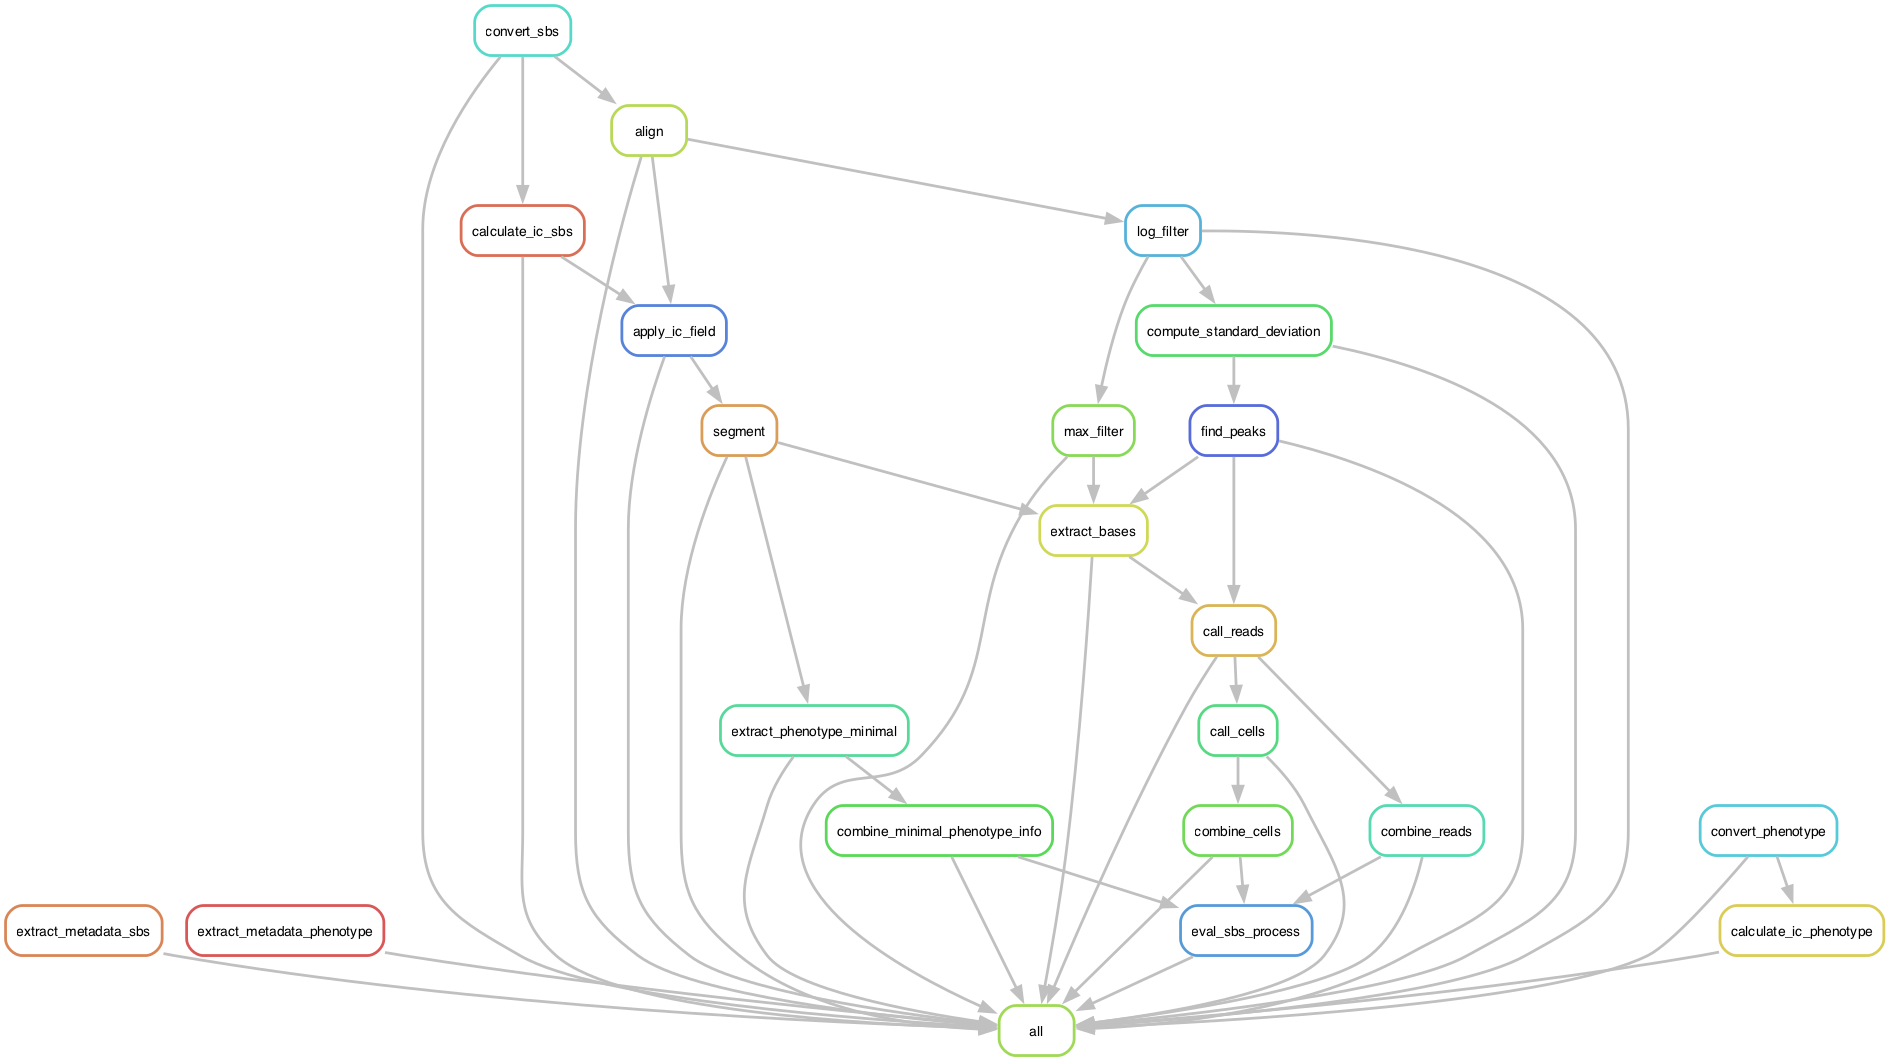 convert_sbs
align
calculate_ic_sbs
log_filter
apply_ic_field
compute_standard_deviation
segment
max_filter
find_peaks
extract_bases
call_reads
extract_phenotype_minimal
call_cells
combine_minimal_phenotype_info
combine_cells
combine_reads
convert_phenotype
extract_metadata_sbs
extract_metadata_phenotype
eval_sbs_process
calculate_ic_phenotype
all